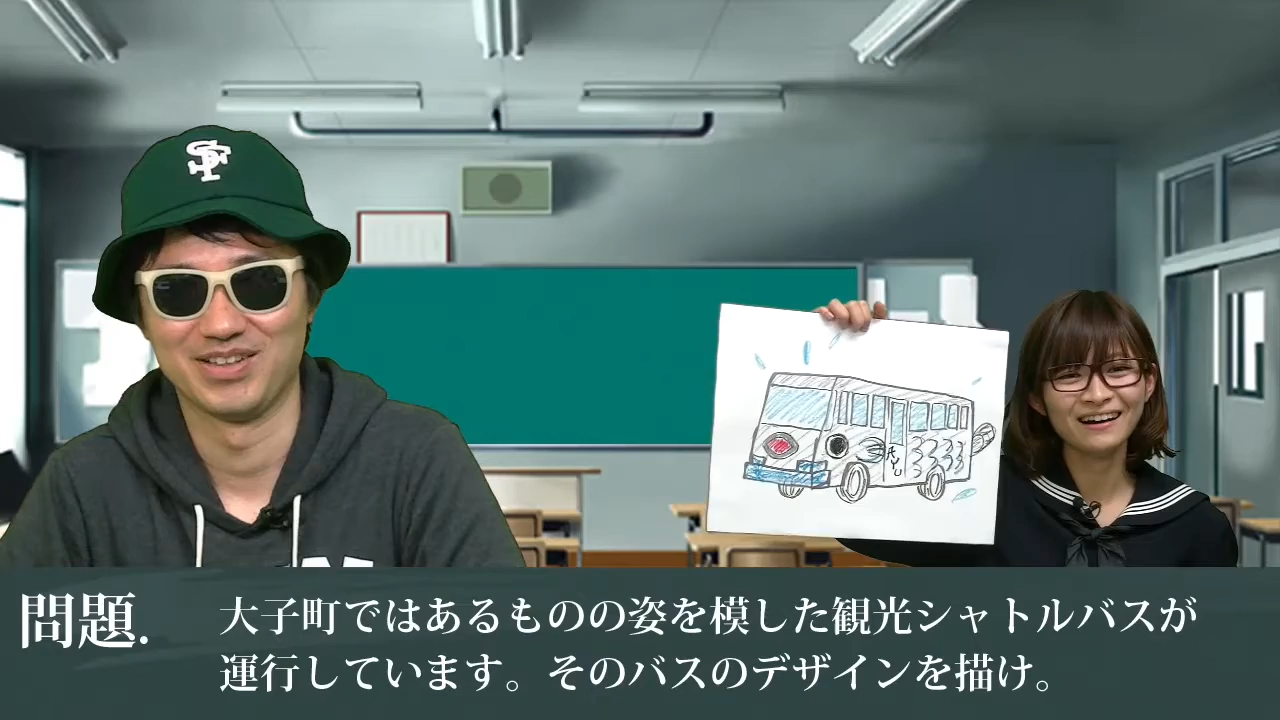 SF
問題.
大子町ではあるものの姿を模した観光シャトルバスが
運行しています。そのバスのデザインを描け。